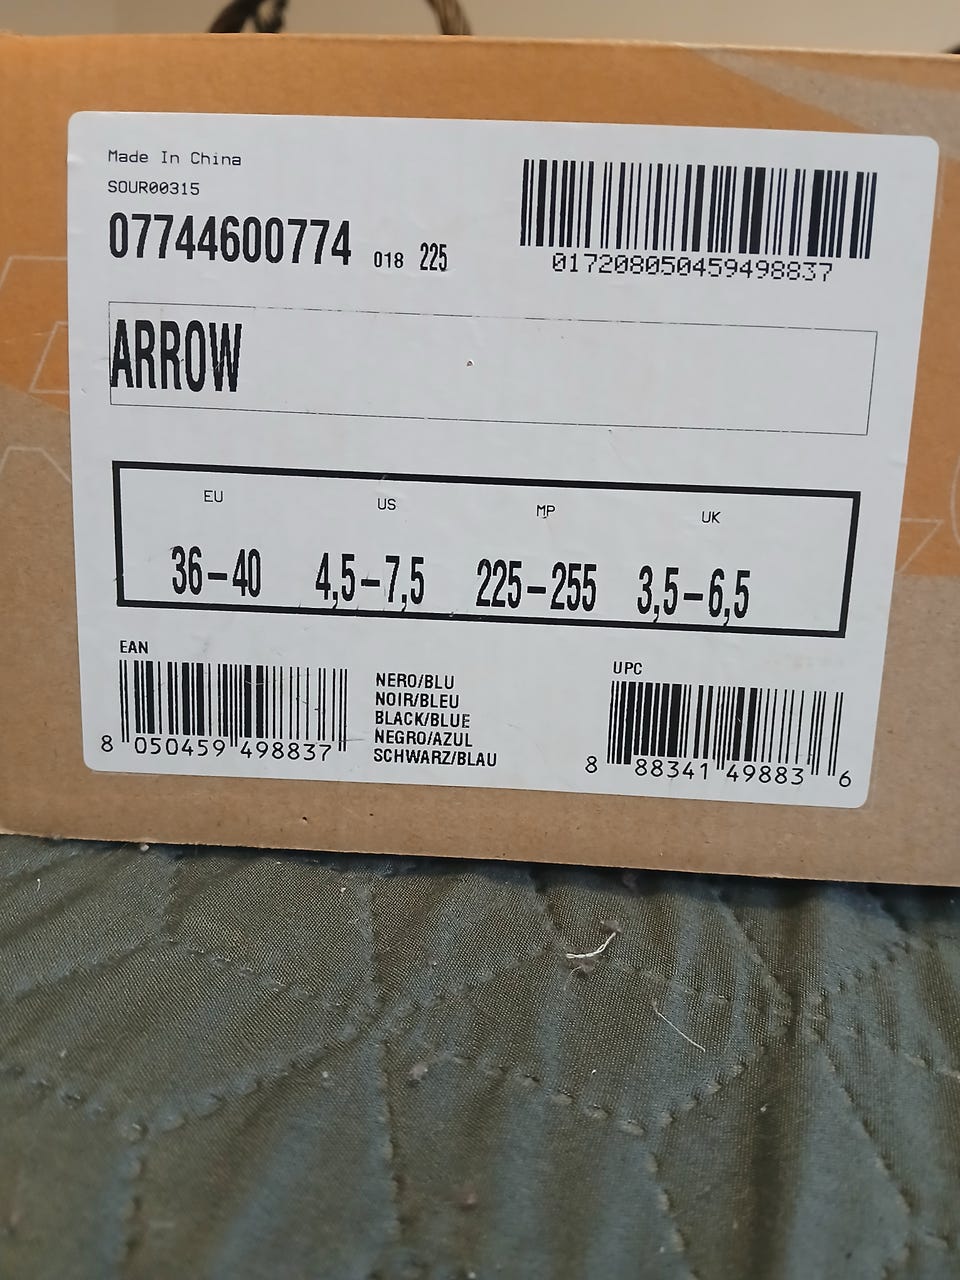 Made In China
SOUR00315
07744600774 018 225
017208050459498837
ARROW
EU US MP UK
36-40 4,5-7,5 225-255 3,5-6,5
EAN
8 050459 498837
NERO/BLU
NOIR/BLEU
BLACK/BLUE
NEGRO/AZUL
SCHWARZ/BLAU
UPC
8 88341 49883 6